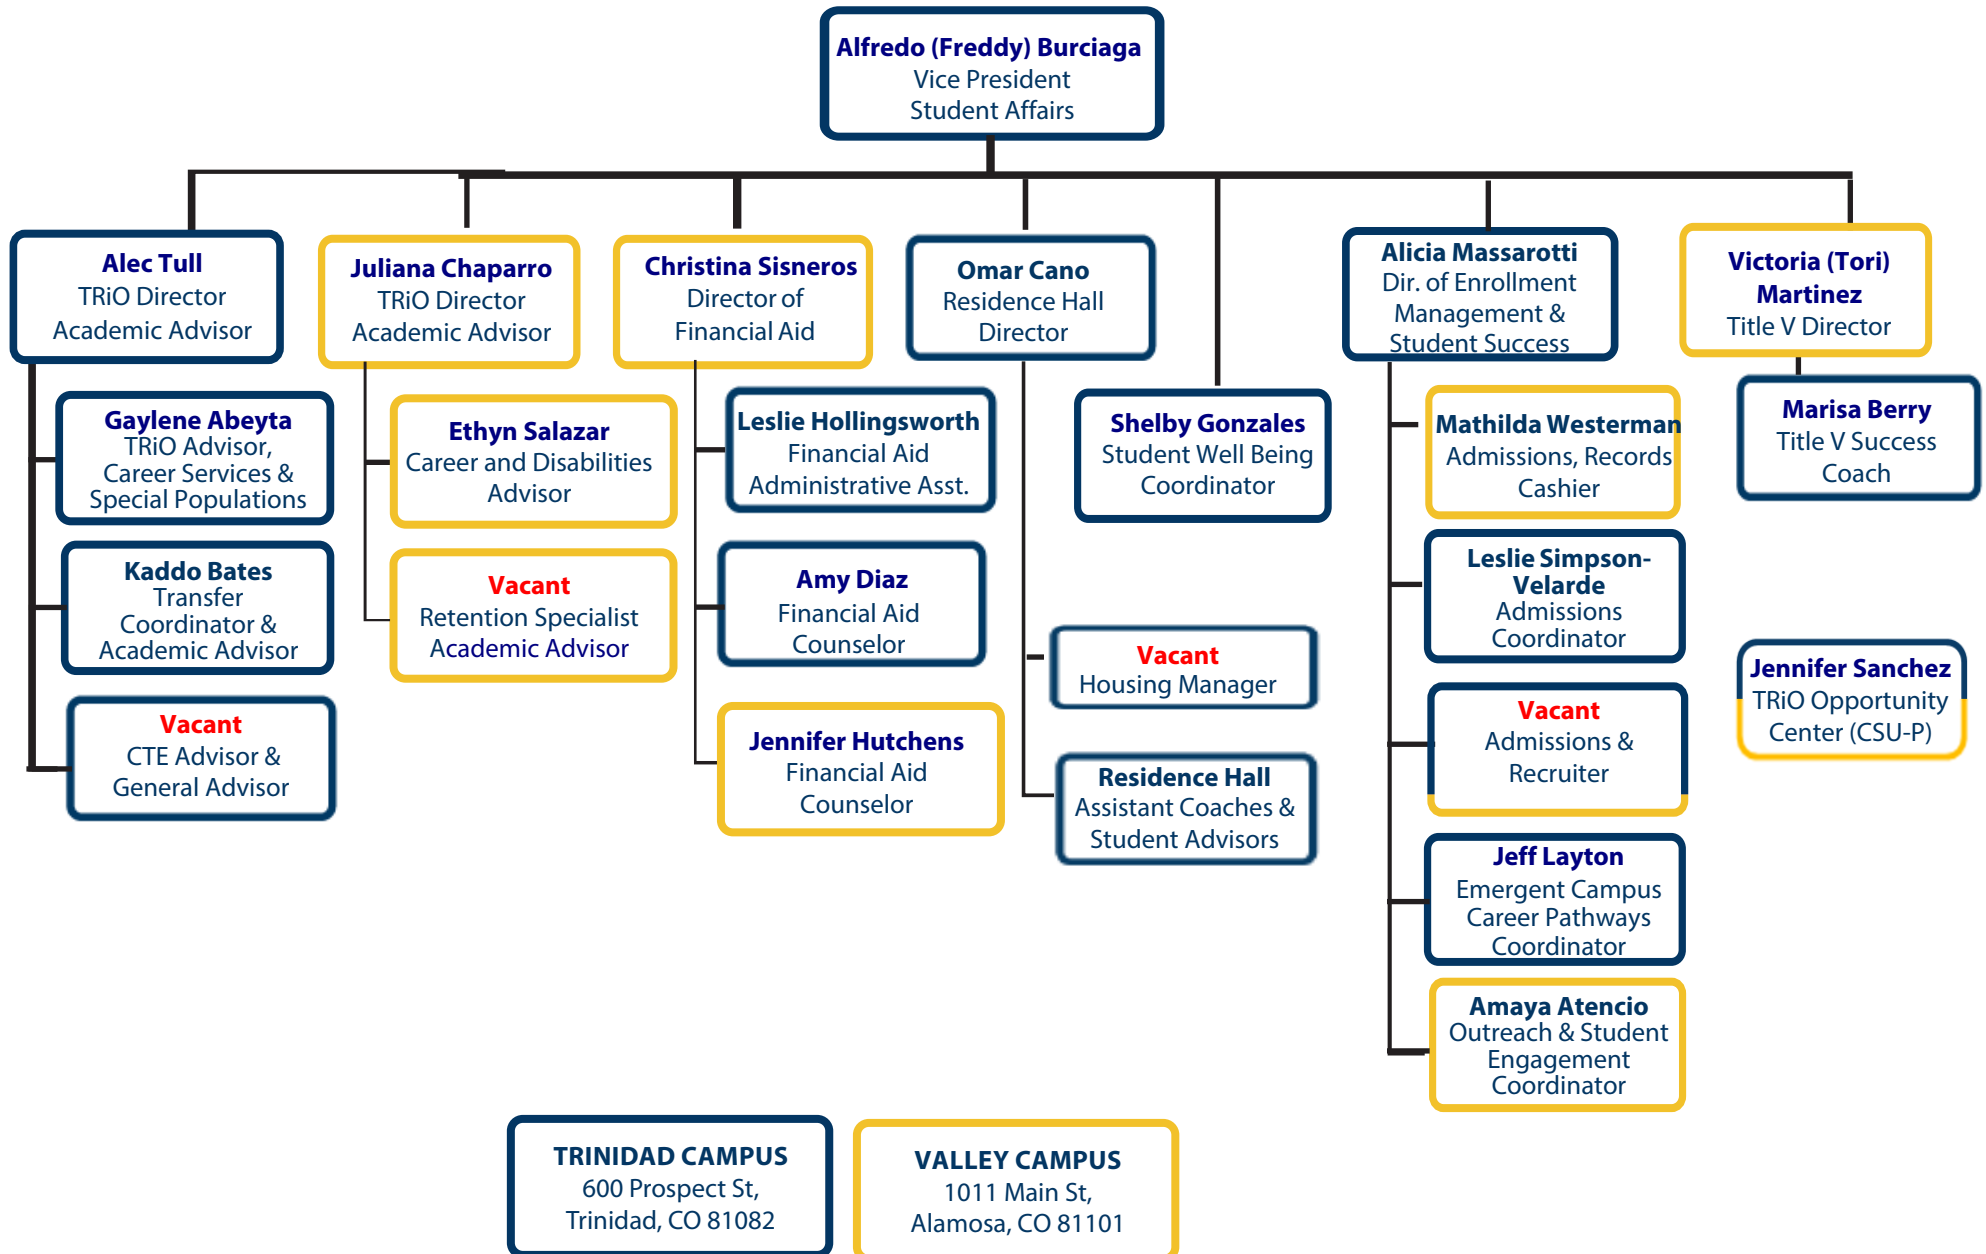 Alfredo (Freddy) Burciaga
Vice President
Student Affairs
Alec Tull
TRiO Director
Academic Advisor
Gaylene Abeyta
TRiO Advisor,
Career Services &
Special Populations
Kaddo Bates
Transfer
Coordinator &
Academic Advisor
Vacant
CTE Advisor &
General Advisor
Juliana Chaparro
TRiO Director
Academic Advisor
Ethyn Salazar
Career and Disabilities
Advisor
Vacant
Retention Specialist
Academic Advisor
Christina Sisneros
Director of
Financial Aid
Leslie Hollingsworth
Financial Aid
Administrative Asst.
Amy Diaz
Financial Aid
Counselor
Jennifer Hutchens
Financial Aid
Counselor
Omar Cano
Residence Hall
Director
Vacant
Housing Manager
Residence Hall
Assistant Coaches &
Student Advisors
Shelby Gonzales
Student Well Being
Coordinator
Alicia Massarotti
Dir. of Enrollment
Management &
Student Success
Mathilda Westerman
Admissions, Records
Cashier
Leslie Simpson-
Velarde
Admissions
Coordinator
Vacant
Admissions &
Recruiter
Jeff Layton
Emergent Campus
Career Pathways
Coordinator
Amaya Atencio
Outreach & Student
Engagement
Coordinator
Victoria (Tori)
Martinez
Title V Director
Marisa Berry
Title V Success
Coach
Jennifer Sanchez
TRiO Opportunity
Center (CSU-P)
TRINIDAD CAMPUS
600 Prospect St,
Trinidad, CO 81082
VALLEY CAMPUS
1011 Main St,
Alamosa, CO 81101